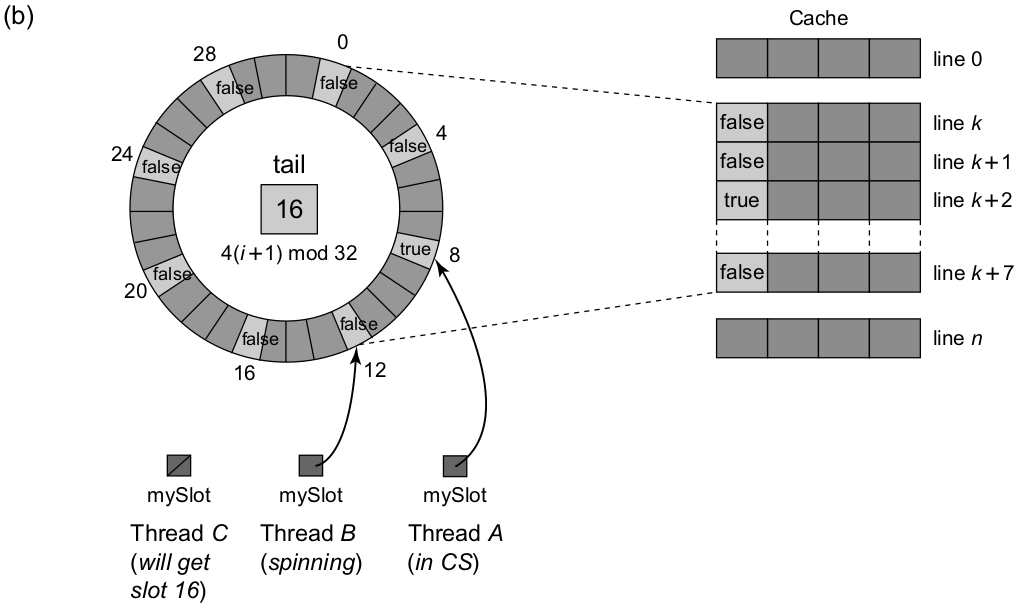 (b)
Cache
0
28
line 0
false
false
false
line k
4
false
24
false
false
line k+1
tail
true
line k+2
16
true
8
4(i+1) mod 32
false
false
line k+7
20
false
false
line n
16
12
mySlot
mySlot
mySlot
Thread C
(will get
slot 16)
Thread B
(spinning)
Thread A
(in CS)